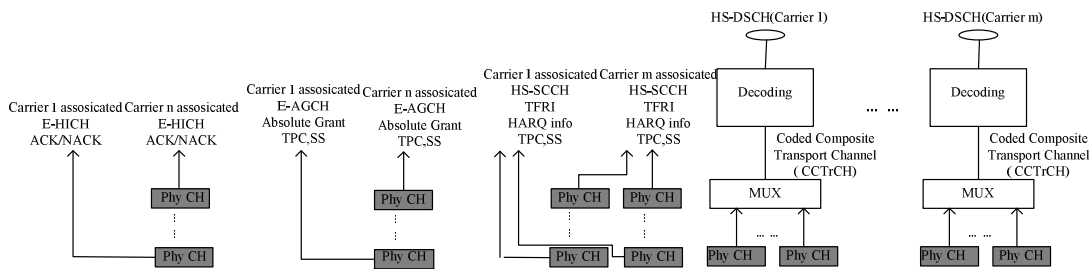 HS-DSCH(Carrier 1)
HS-DSCH(Carrier m)
Decoding
Decoding
... ...
Carrier 1 assosicated
E-HICH
ACK/NACK
Carrier n assosicated
E-HICH
ACK/NACK
Carrier 1 assosicated
E-AGCH
Absolute Grant
TPC,SS
Carrier n assosicated
E-AGCH
Absolute Grant
TPC,SS
Carrier 1 assosicated
HS-SCCH
TFRI
HARQ info
TPC,SS
Carrier m assosicated
HS-SCCH
TFRI
HARQ info
TPC,SS
Coded Composite
Transport Channel
( CCTrCH)
Coded Composite
Transport Channel
( CCTrCH)
MUX
MUX
Phy CH
Phy CH
Phy CH
Phy CH
... ...
... ...
Phy CH
Phy CH
Phy CH
Phy CH
Phy CH
Phy CH
Phy CH
Phy CH